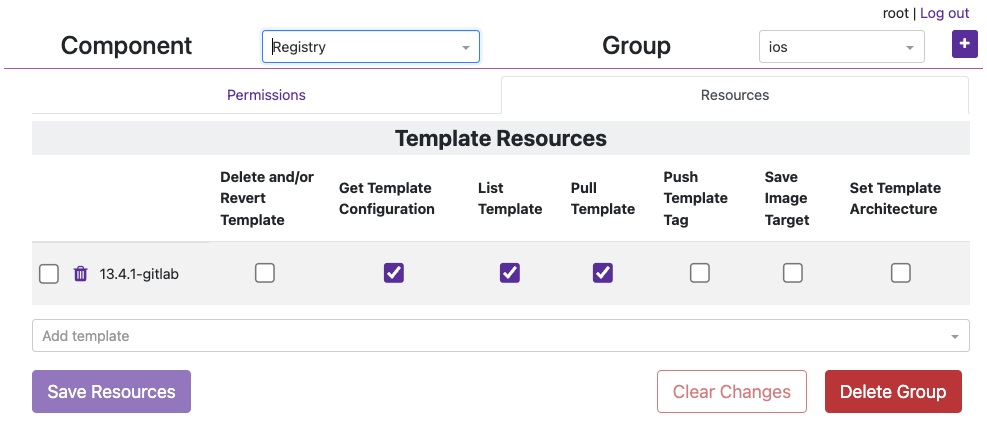 root | Log out
Component Registry Group ios +
Permissions Resources
Template Resources
Delete and/or Revert Template Get Template Configuration List Template Pull Template Push Template Tag Save Image Target Set Template Architecture
13.4.1-gitlab
Add template
Save Resources Clear Changes Delete Group